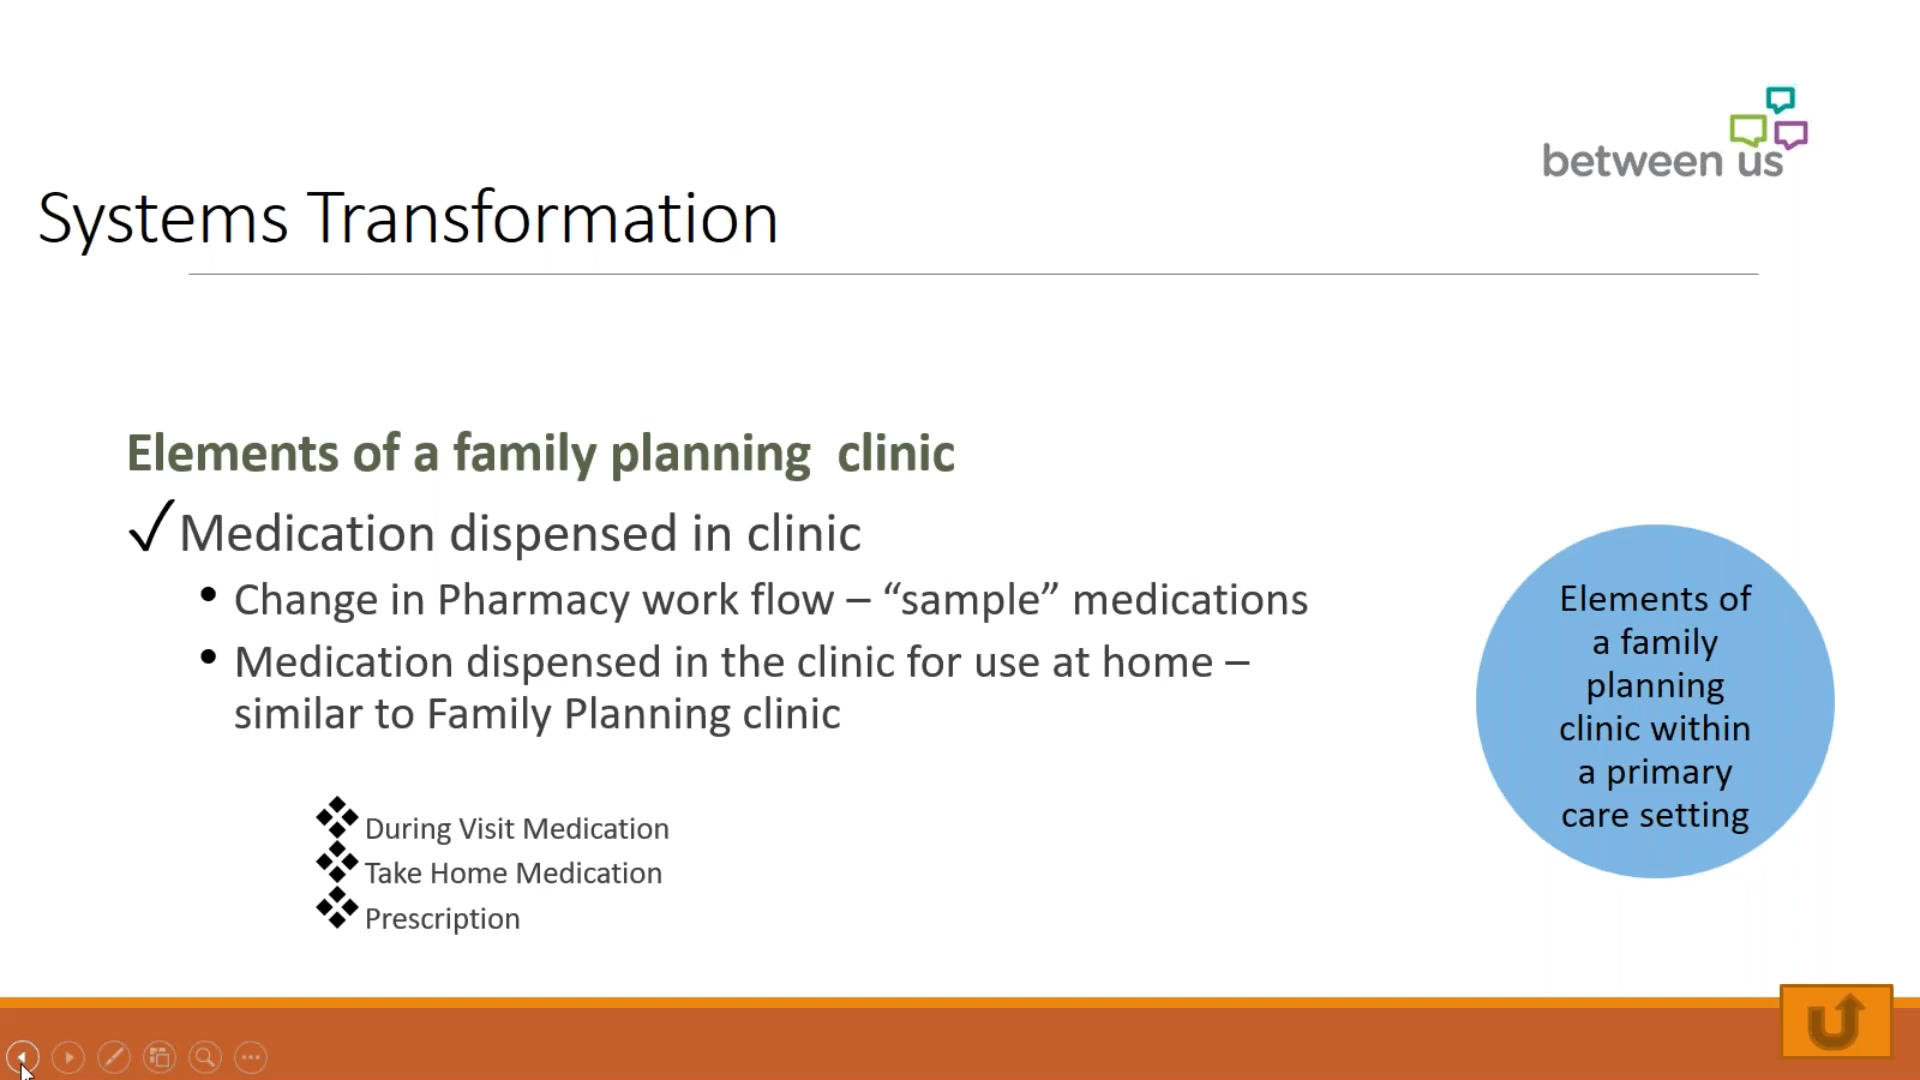 between us
Systems Transformation
Elements of a family planning clinic
Medication dispensed in clinic
Change in Pharmacy work flow – “sample” medications
Medication dispensed in the clinic for use at home –
similar to Family Planning clinic
During Visit Medication
Take Home Medication
Prescription
Elements of
a family
planning
clinic within
a primary
care setting